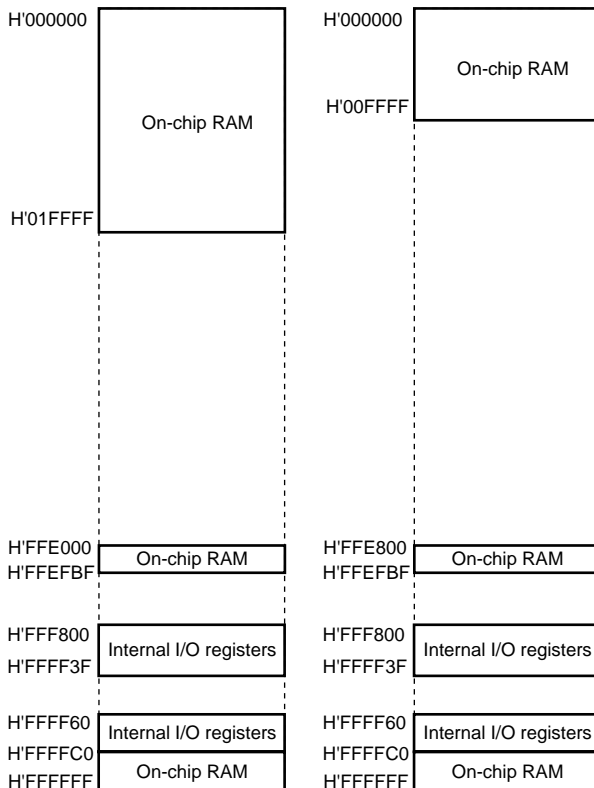 H'000000
On-chip RAM
H'01FFFF
H'FFE000
On-chip RAM
H'FFEFBF
H'FFF800
Internal I/O registers
H'FFFF3F
H'FFFF60
Internal I/O registers
H'FFFFC0
On-chip RAM
H'FFFFFF
H'000000
On-chip RAM
H'00FFFF
H'FFE800
On-chip RAM
H'FFEFBF
H'FFF800
Internal I/O registers
H'FFFF3F
H'FFFF60
Internal I/O registers
H'FFFFC0
On-chip RAM
H'FFFFFF